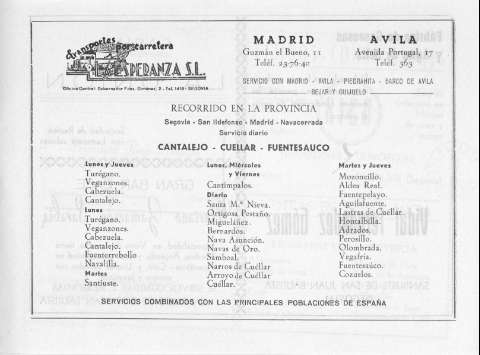 Transportes por carretera
La ESPERANZA S.L.
Oficina Central: Gobernador Fdez. Giménez, 2 - Tel. 1410 - SEGOVIA
MADRID
Guzmán el Bueno, 11
Teléf. 23-76-40
AVILA
Avenida Portugal, 17
Teléf. 363
SERVICIO CON MADRID - AVILA - PIEDRAHITA - BARCO DE AVILA
BEJAR Y GUIJUELO
RECORRIDO EN LA PROVINCIA
Segovia - San Ildefonso - Madrid - Navacerrada
Servicio diario
CANTALEJO - CUELLAR - FUENTESAUCO
Lunes y Jueves
Turégano.
Veganzones.
Cabezuela.
Cantalejo.
Lunes
Turégano.
Veganzones.
Cabezuela.
Cantalejo.
Fuenterrebollo
Navalilla.
Martes
Santiuste.
Lunes, Miércoles
y Viernes
Cantimpalos.
Diario
Santa M.ª Nieva.
Ortigosa Pestaño.
Migueláñez.
Bernardos.
Nava Asunción.
Navas de Oro.
Samboal.
Narros de Cuéllar
Arroyo de Cuéllar
Cuéllar.
Martes y Jueves
Mozoncillo.
Aldea Real.
Fuentepelayo.
Aguilafuente.
Lastras de Cuéllar.
Hontalbilla.
Adrados.
Perosillo.
Olombrada.
Vegafría.
Fuentesaúco.
Cozuelos.
SERVICIOS COMBINADOS CON LAS PRINCIPALES POBLACIONES DE ESPAÑA